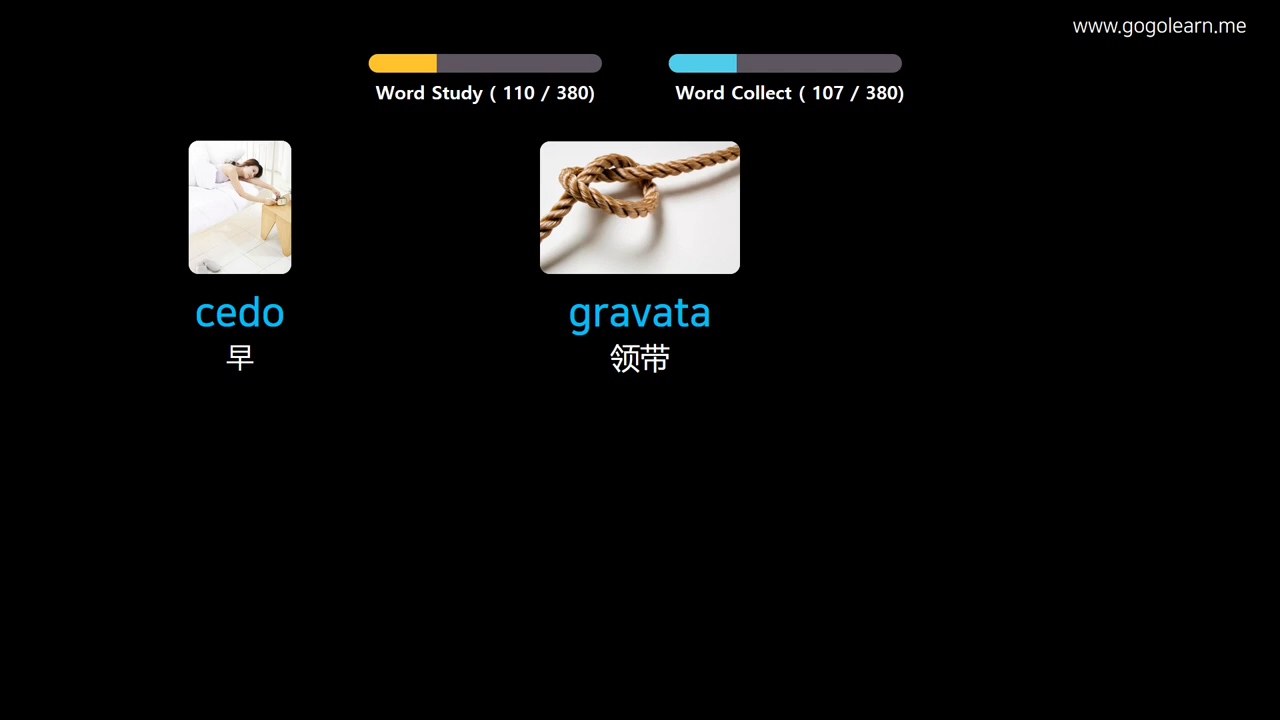 www.gogolearn.me
Word Study ( 110 / 380)
Word Collect ( 107 / 380)
cedo
早
gravata
领带